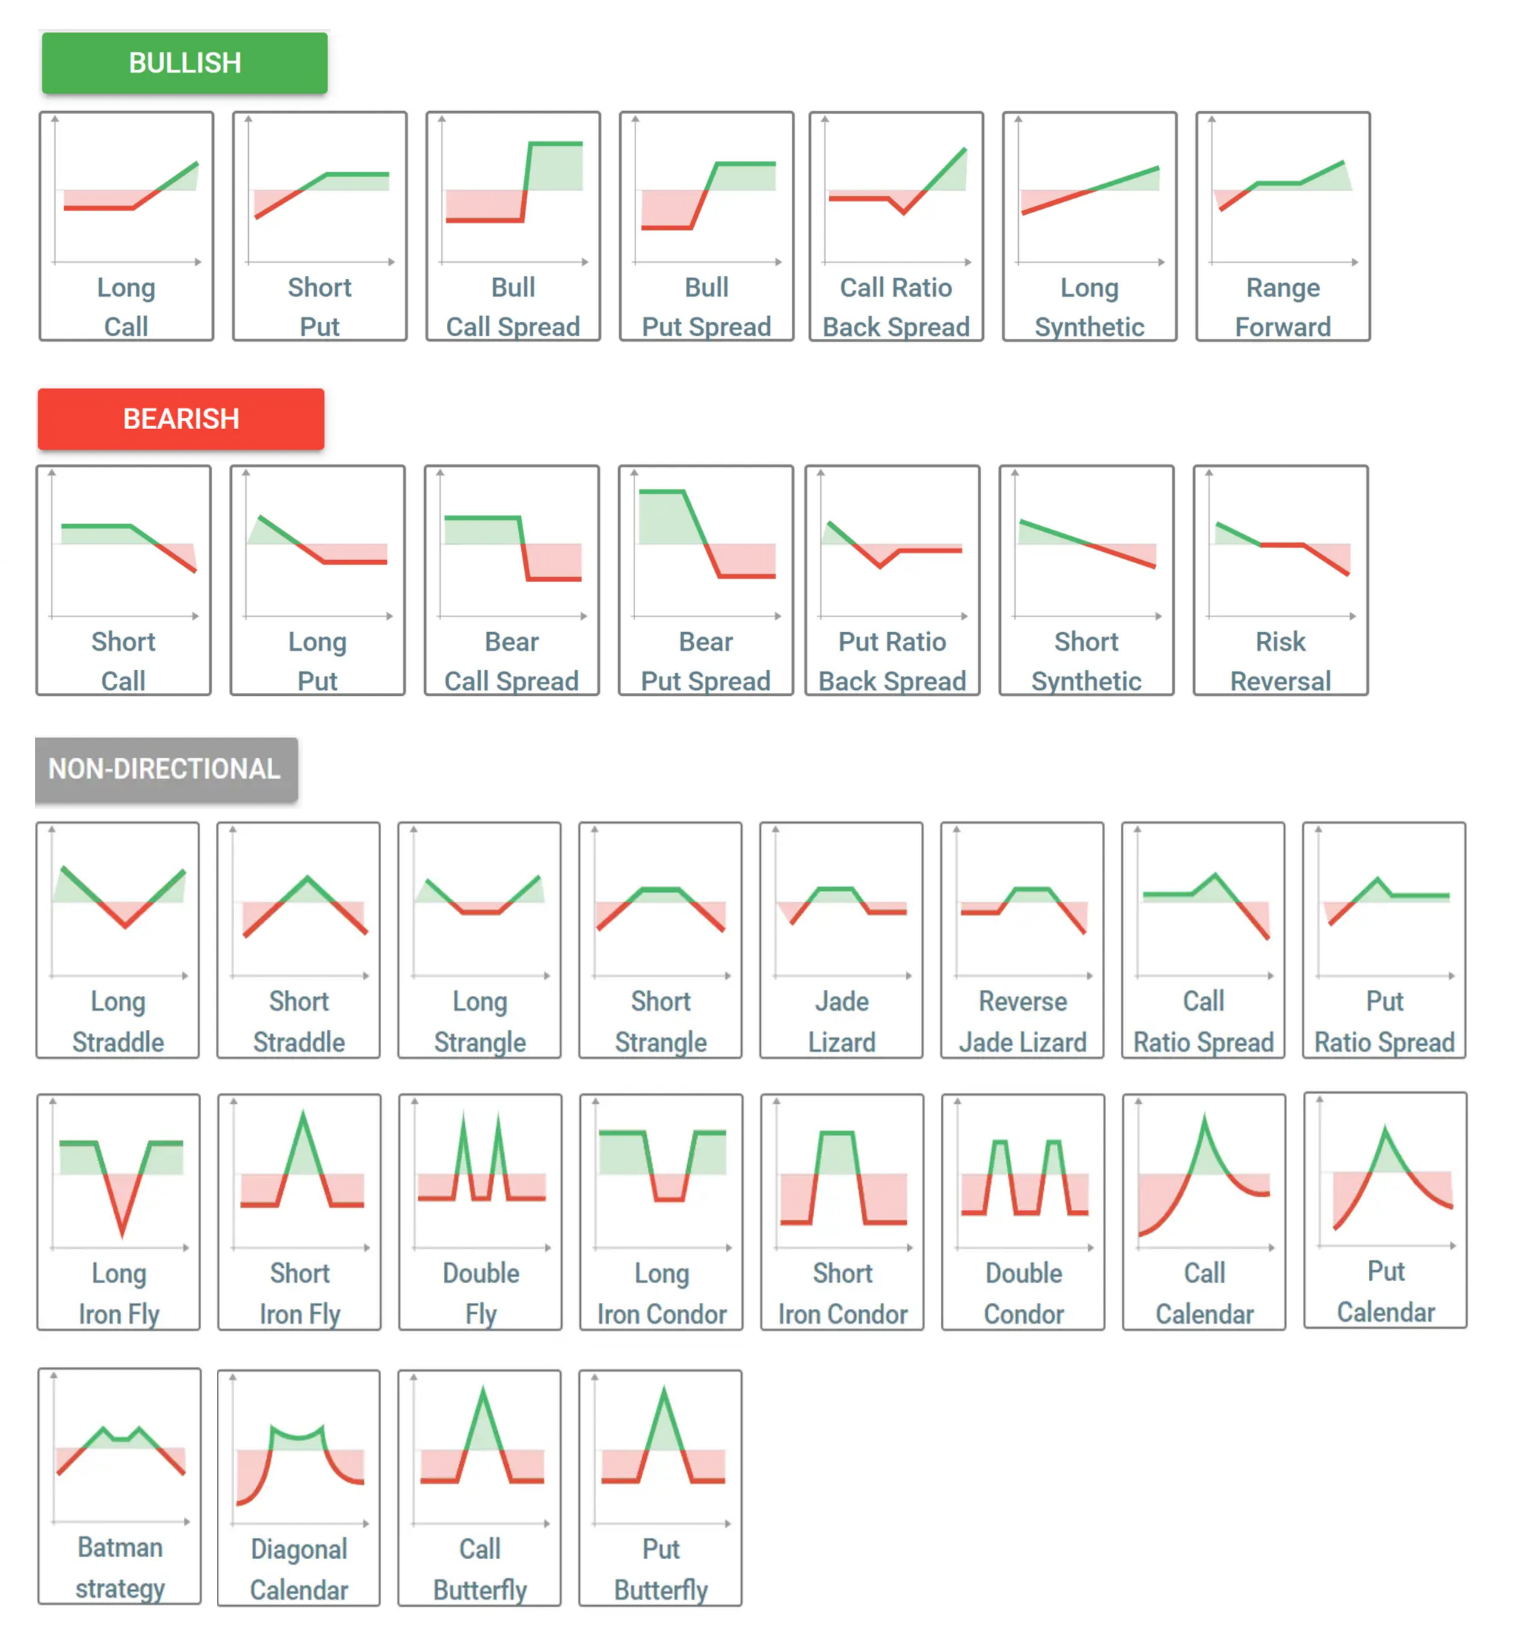 BULLISH
Long
Call
Short
Put
Bull
Call Spread
Bull
Put Spread
Call Ratio
Back Spread
Long
Synthetic
Range
Forward
BEARISH
Short
Call
Long
Put
Bear
Call Spread
Bear
Put Spread
Put Ratio
Back Spread
Short
Synthetic
Risk
Reversal
NON-DIRECTIONAL
Long
Straddle
Short
Straddle
Long
Strangle
Short
Strangle
Jade
Lizard
Reverse
Jade Lizard
Call
Ratio Spread
Put
Ratio Spread
Long
Iron Fly
Short
Iron Fly
Double
Fly
Long
Iron Condor
Short
Iron Condor
Double
Condor
Call
Calendar
Put
Calendar
Batman
strategy
Diagonal
Calendar
Call
Butterfly
Put
Butterfly